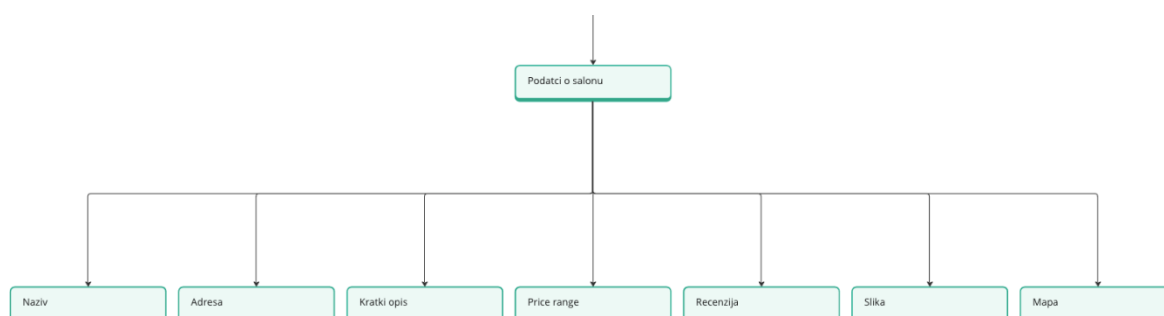 Podatci o salonu
Naziv
Adresa
Kratki opis
Price range
Recenzija
Slika
Mapa